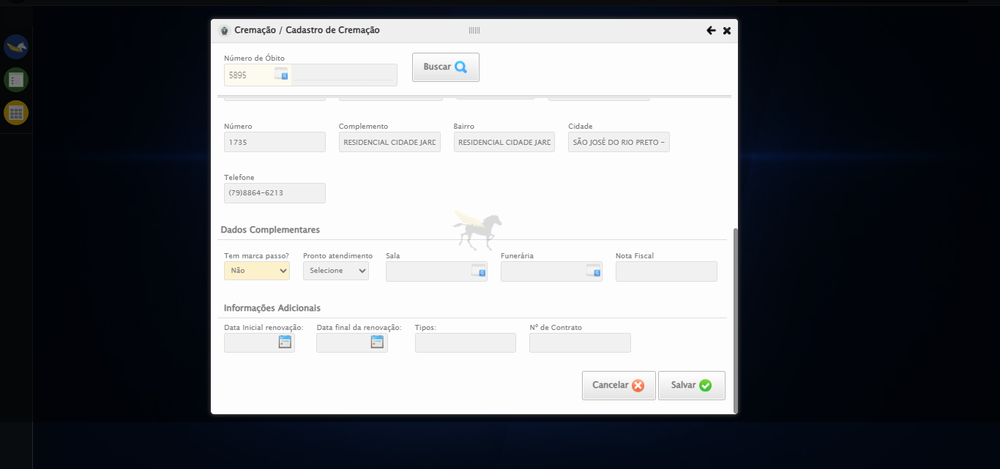 Cremação / Cadastro de Cremação
Número de Óbito
5895
Buscar
Número Complemento Bairro Cidade
1735 RESIDENCIAL CIDADE JARD RESIDENCIAL CIDADE JARD SÃO JOSÉ DO RIO PRETO -
Telefone
(79)8864-6213
Dados Complementares
Tem marca passo? Pronto atendimento Sala Funerária Nota Fiscal
Não Selecione
Informações Adicionais
Data Inicial renovação: Data final da renovação: Tipos: Nº de Contrato
Cancelar Salvar